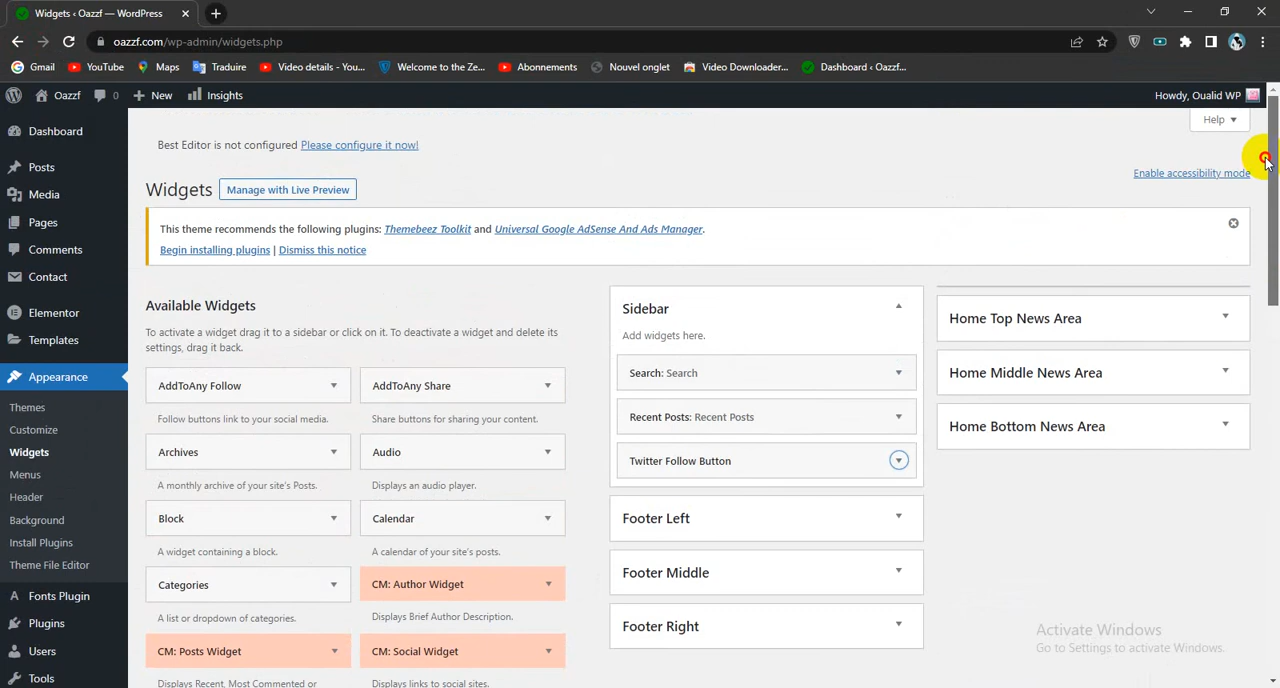 Widgets ‹ Oazzf — WordPress
oazzf.com/wp-admin/widgets.php
Gmail YouTube Maps Traduire Video details - You... Welcome to the Ze... Abonnements Nouvel onglet Video Downloader... Dashboard ‹ Oazzf...
Oazzf 0 New Insights Howdy, Oualid WP
Help
Dashboard
Posts
Media
Pages
Comments
Contact
Elementor
Templates
Appearance
Themes
Customize
Widgets
Menus
Header
Background
Install Plugins
Theme File Editor
Fonts Plugin
Plugins
Users
Tools
Best Editor is not configured Please configure it now!
Enable accessibility mode
Widgets Manage with Live Preview
This theme recommends the following plugins: Themebeez Toolkit and Universal Google AdSense And Ads Manager.
Begin installing plugins | Dismiss this notice
Available Widgets
To activate a widget drag it to a sidebar or click on it. To deactivate a widget and delete its
settings, drag it back.
AddToAny Follow AddToAny Share
Follow buttons link to your social media. Share buttons for sharing your content.
Archives Audio
A monthly archive of your site's Posts. Displays an audio player.
Block Calendar
A widget containing a block. A calendar of your site's posts.
Categories CM: Author Widget
A list or dropdown of categories. Displays Brief Author Description.
CM: Posts Widget CM: Social Widget
Displays Recent, Most Commented or Displays links to social sites.
Sidebar
Add widgets here.
Search: Search
Recent Posts: Recent Posts
Twitter Follow Button
Footer Left
Footer Middle
Footer Right
Home Top News Area
Home Middle News Area
Home Bottom News Area
Activate Windows
Go to Settings to activate Windows.